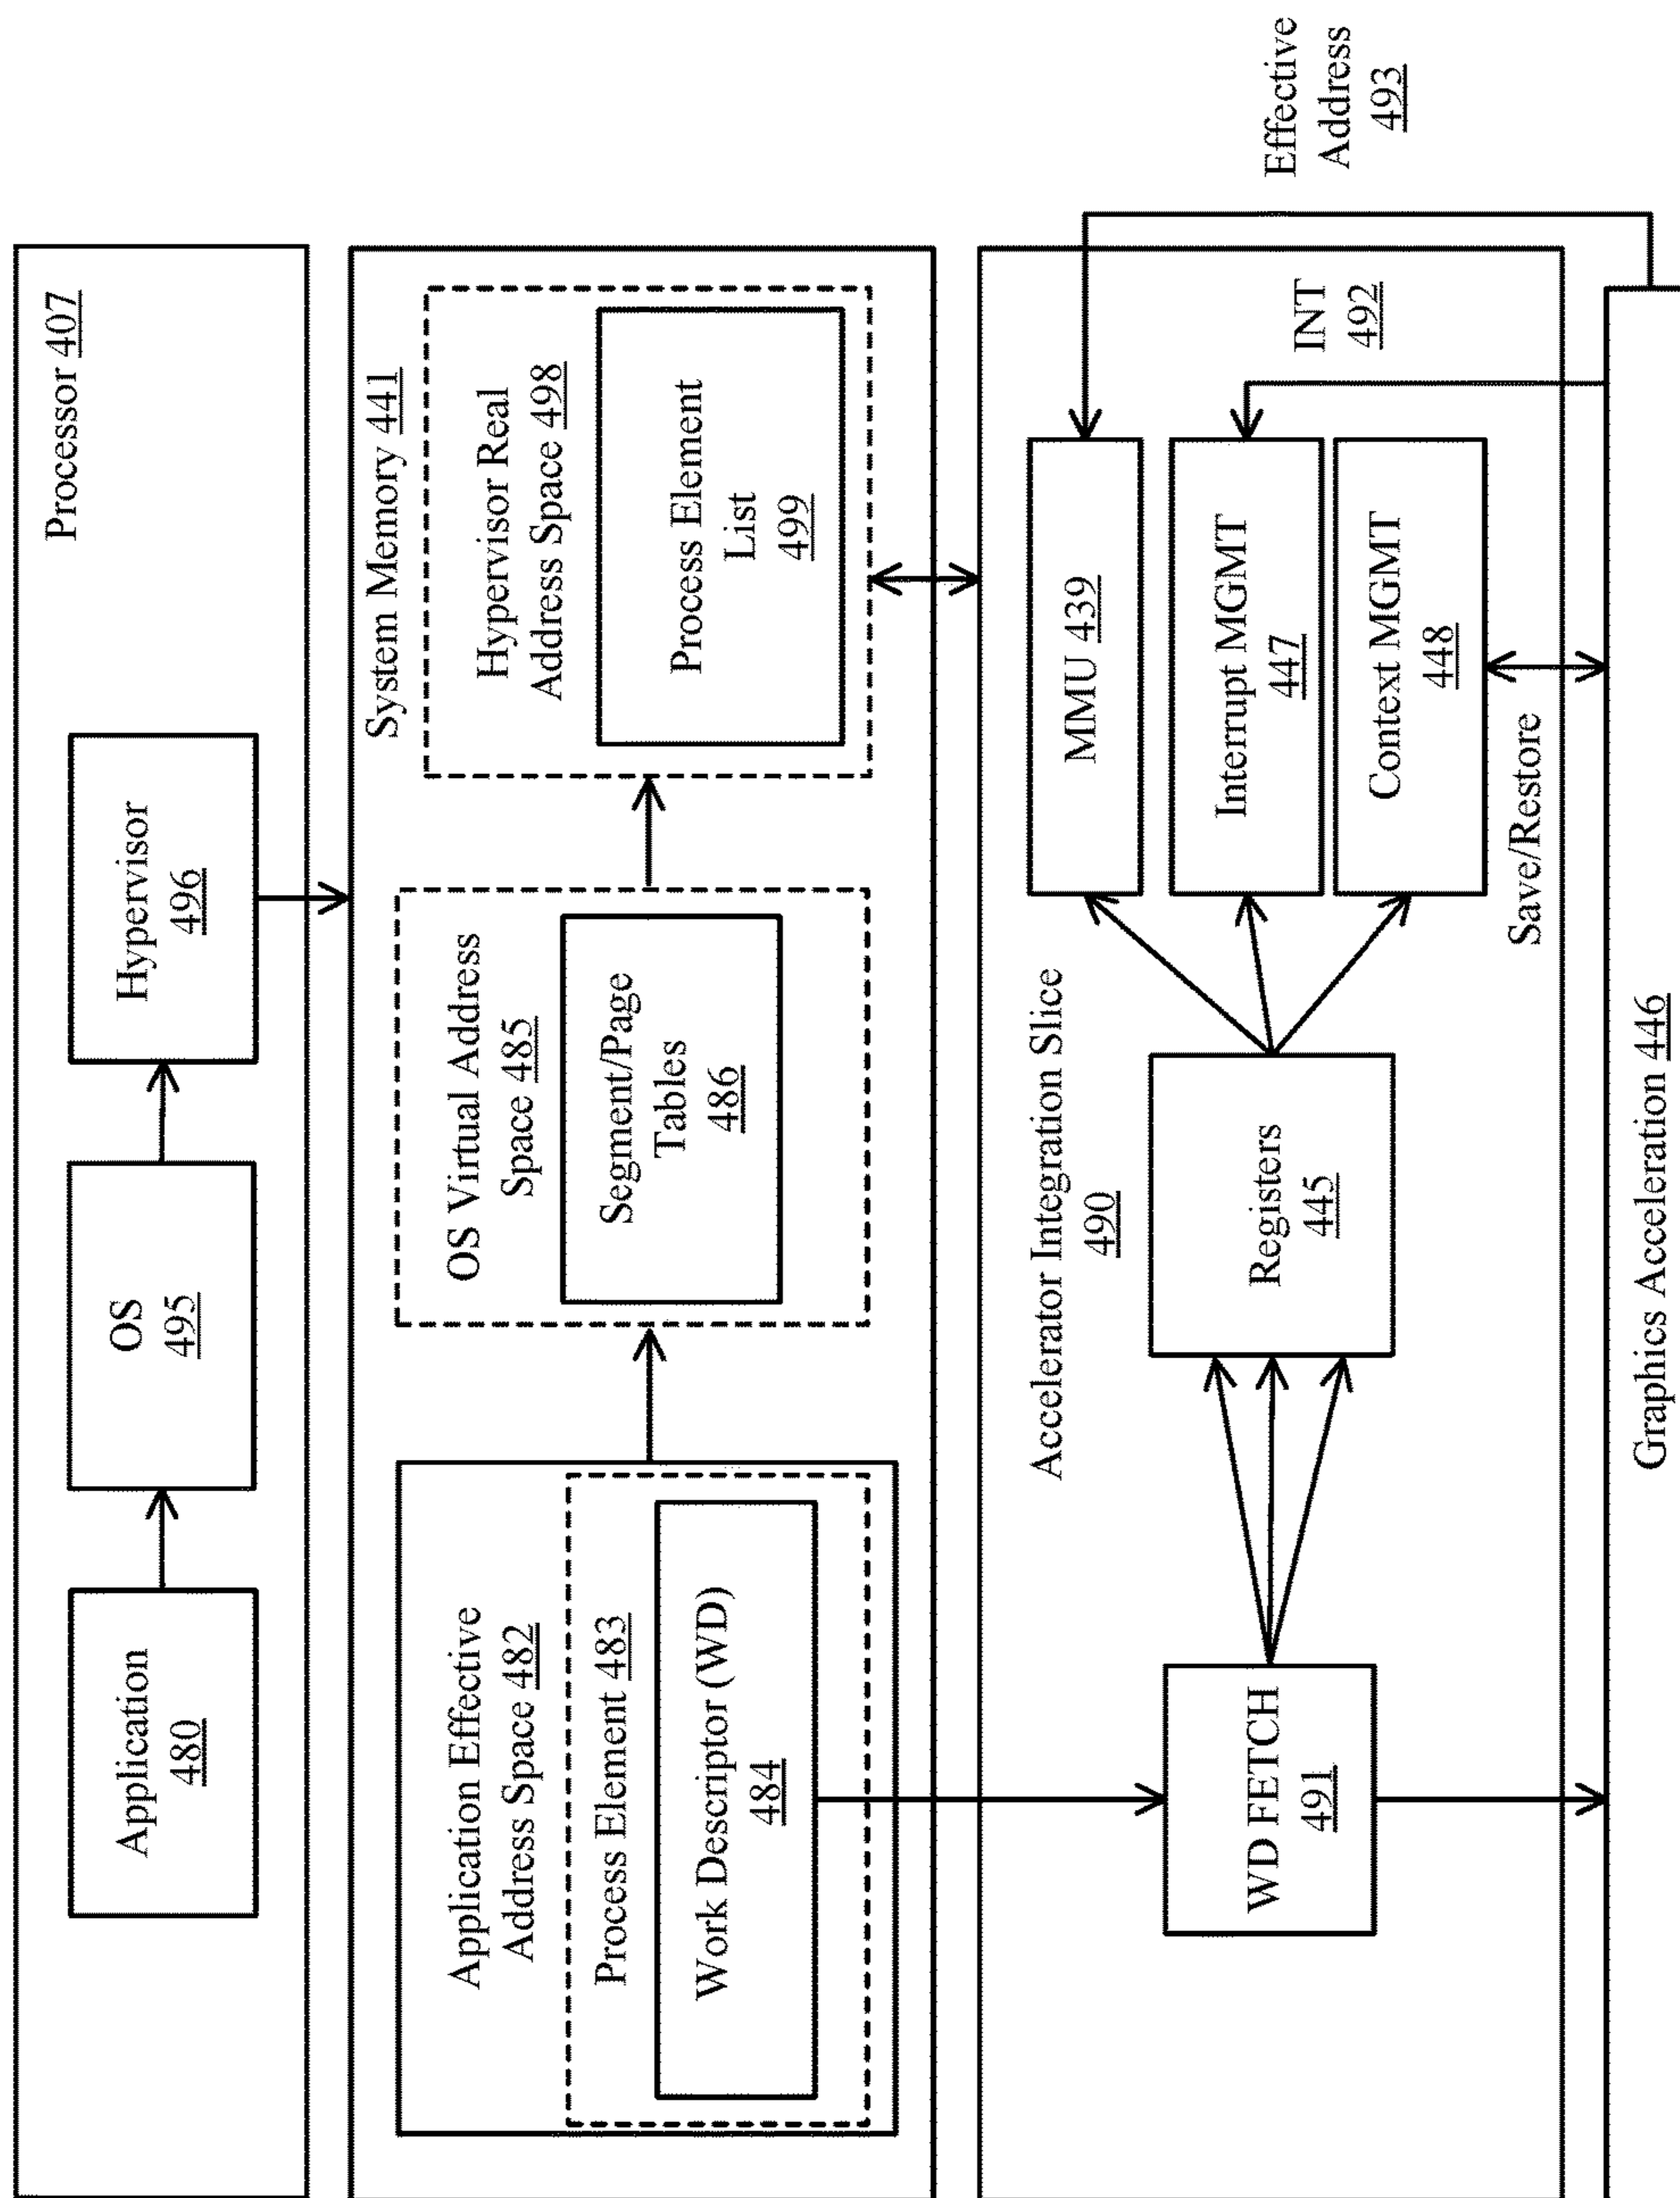 Processor 407
Application
480
OS
495
Hypervisor
496
System Memory 441
Application Effective
Address Space 482
Process Element 483
Work Descriptor (WD)
484
OS Virtual Address
Space 485
Segment/Page
Tables
486
Hypervisor Real
Address Space 498
Process Element
List
499
Accelerator Integration Slice
490
WD FETCH
491
Registers
445
MMU 439
Interrupt MGMT
447
Context MGMT
448
Save/Restore
INT
492
Effective
Address
493
Graphics Acceleration 446